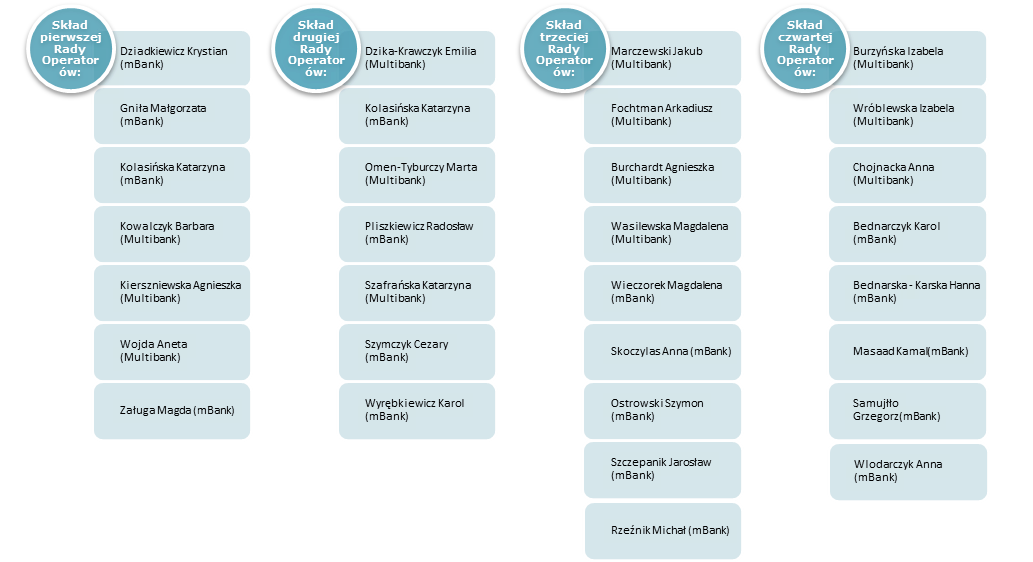 Skład
pierwszej
Rady
Operator
ów:
Dziadkiewicz Krystian
(mBank)
Gniła Małgorzata
(mBank)
Kolasińska Katarzyna
(mBank)
Kowalczyk Barbara
(Multibank)
Kierszniewska Agnieszka
(Multibank)
Wojda Aneta
(Multibank)
Załuga Magda (mBank)
Skład
drugiej
Rady
Operator
ów:
Dzika-Krawczyk Emilia
(Multibank)
Kolasińska Katarzyna
(mBank)
Omen-Tyburczy Marta
(Multibank)
Pliszkiewicz Radosław
(mBank)
Szafrańska Katarzyna
(Multibank)
Szymczyk Cezary
(mBank)
Wyrębkiewicz Karol
(mBank)
Skład
trzeciej
Rady
Operator
ów:
Marczewski Jakub
(Multibank)
Fochtman Arkadiusz
(Multibank)
Burchardt Agnieszka
(Multibank)
Wasilewska Magdalena
(Multibank)
Wieczorek Magdalena
(mBank)
Skoczylas Anna (mBank)
Ostrowski Szymon
(mBank)
Szczepanik Jarosław
(mBank)
Rzeźnik Michał (mBank)
Skład
czwartej
Rady
Operator
ów:
Burzyńska Izabela
(Multibank)
Wróblewska Izabela
(Multibank)
Chojnacka Anna
(Multibank)
Bednarczyk Karol
(mBank)
Bednarska - Karska Hanna
(mBank)
Masaad Kamal(mBank)
Samujłło
Grzegorz(mBank)
Wlodarczyk Anna
(mBank)